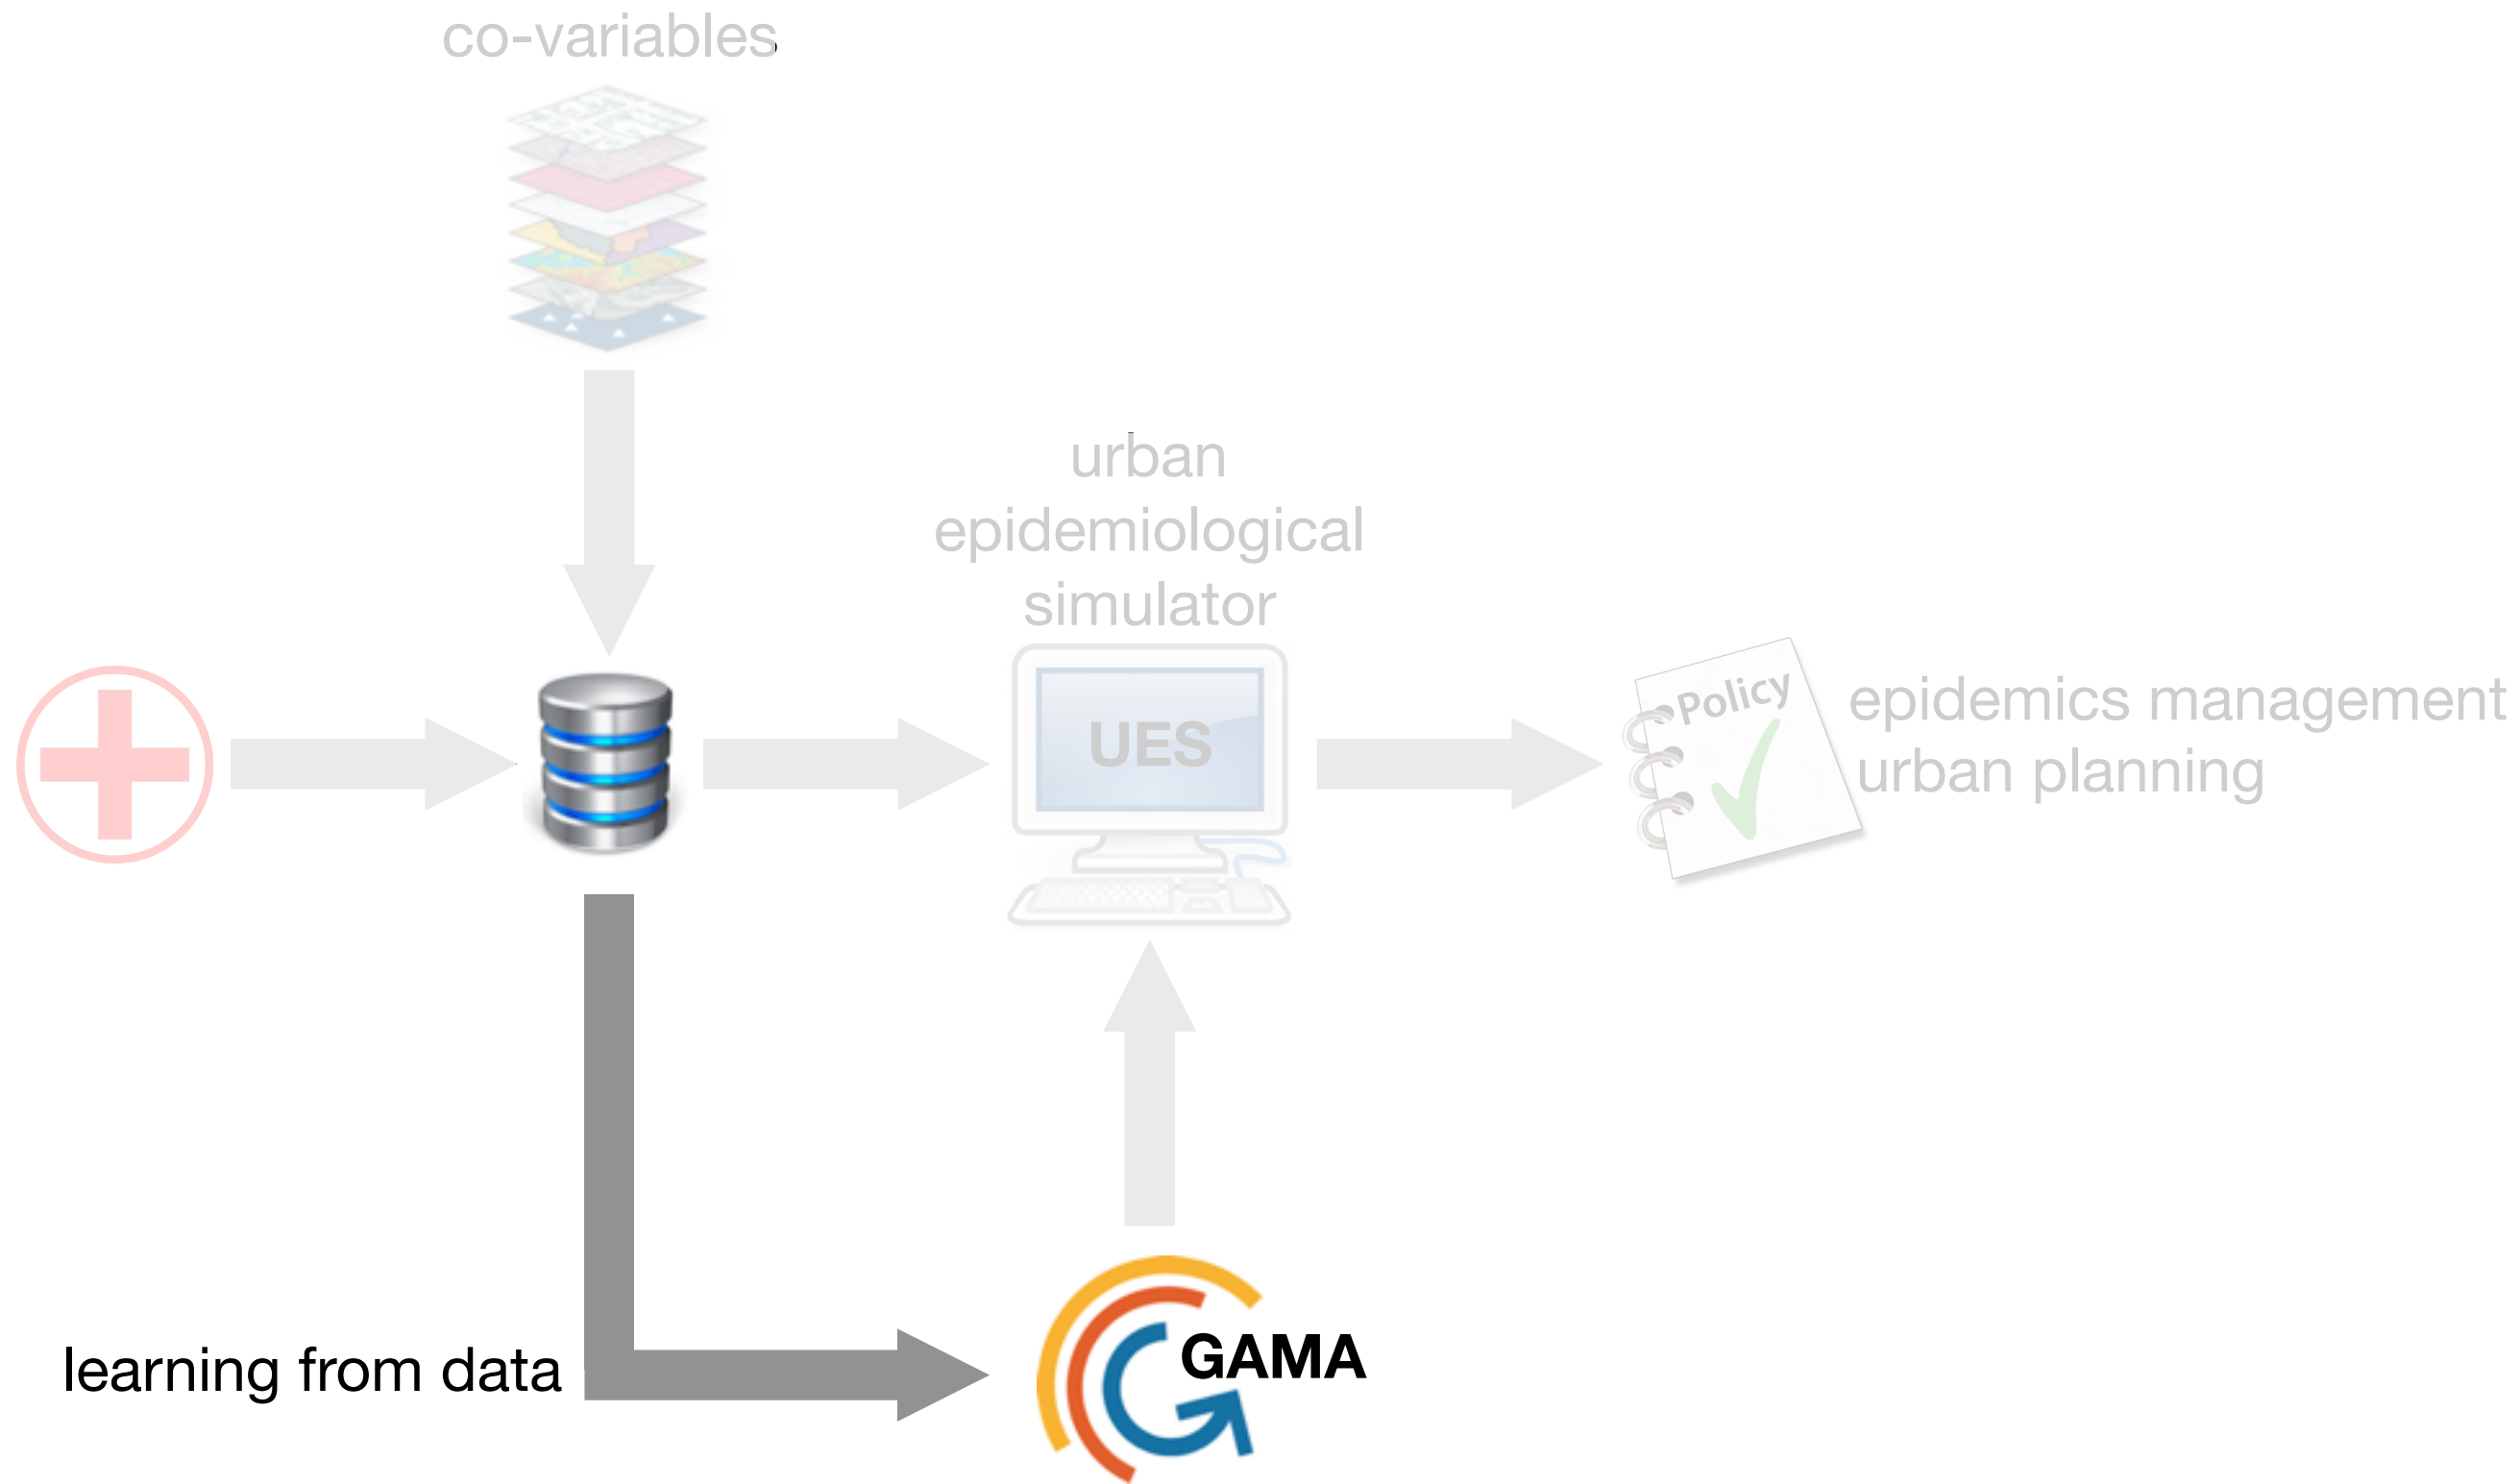 co-variables
urban
epidemiological
simulator
UES
Policy
epidemics management
urban planning
learning from data
GAMA